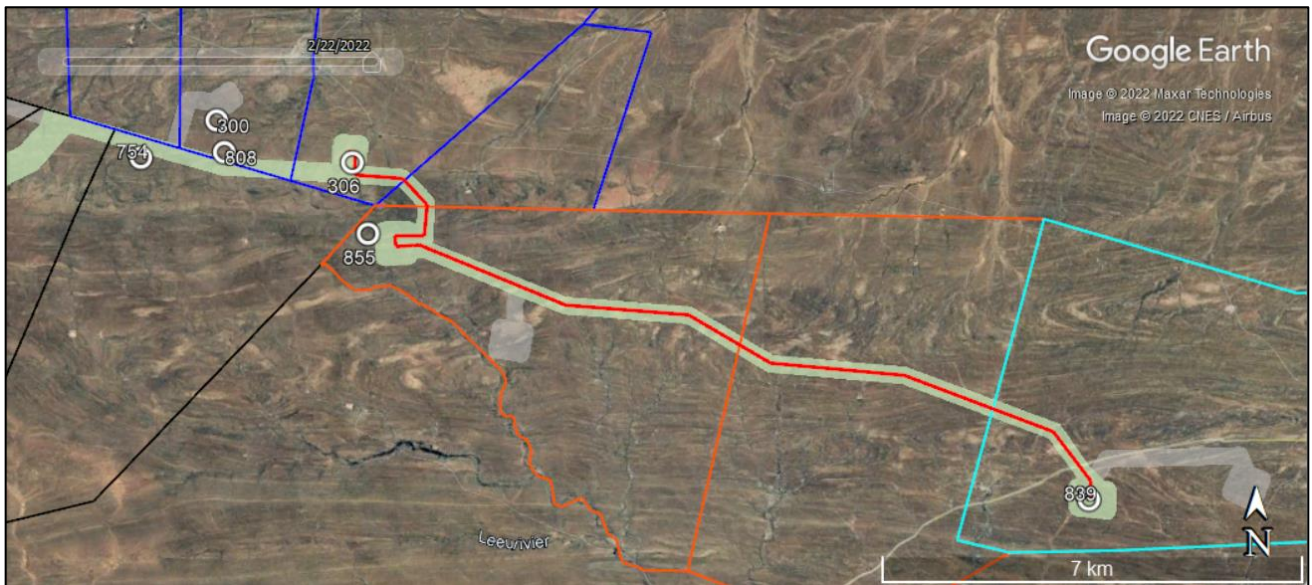 2/22/2022
Google Earth
Image © 2022 Maxar Technologies
Image © 2022 CNES / Airbus
300
754
808
306
855
839
Leeurivier
N
7 km